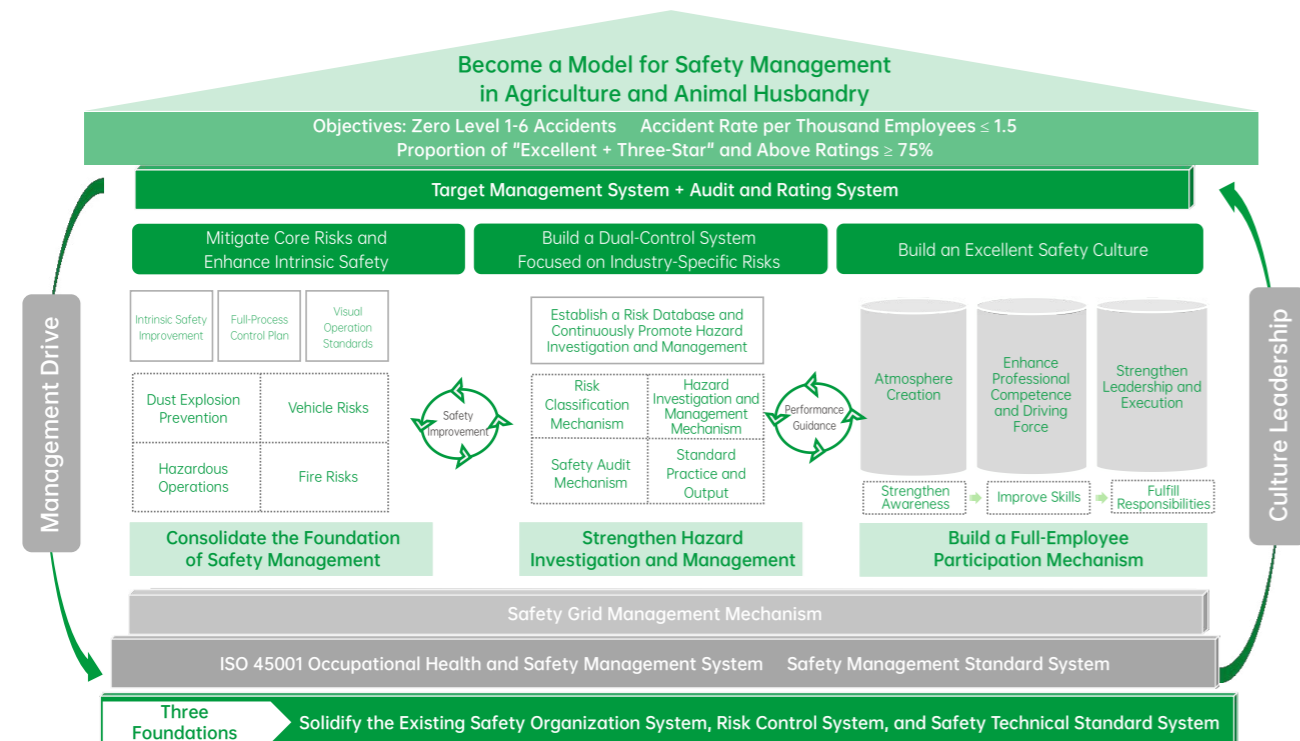 Become a Model for Safety Management
in Agriculture and Animal Husbandry
Objectives: Zero Level 1-6 Accidents Accident Rate per Thousand Employees ≤ 1.5
Proportion of "Excellent + Three-Star" and Above Ratings ≥ 75%
Target Management System + Audit and Rating System
Management Drive
Mitigate Core Risks and
Enhance Intrinsic Safety
Intrinsic Safety
Improvement
Full-Process
Control Plan
Visual
Operation
Standards
Dust Explosion
Prevention
Vehicle Risks
Hazardous
Operations
Fire Risks
Consolidate the Foundation
of Safety Management
Safety
Improvement
Build a Dual-Control System
Focused on Industry-Specific Risks
Establish a Risk Database and
Continuously Promote Hazard
Investigation and Management
Risk
Classification
Mechanism
Hazard
Investigation and
Management
Mechanism
Safety Audit
Mechanism
Standard
Practice and
Output
Strengthen Hazard
Investigation and Management
Performance
Guidance
Build an Excellent Safety Culture
Atmosphere
Creation
Enhance
Professional
Competence
and Driving
Force
Strengthen
Leadership and
Execution
Strengthen
Awareness
Improve Skills
Fulfill
Responsibilities
Build a Full-Employee
Participation Mechanism
Culture Leadership
Safety Grid Management Mechanism
ISO 45001 Occupational Health and Safety Management System Safety Management Standard System
Three
Foundations
Solidify the Existing Safety Organization System, Risk Control System, and Safety Technical Standard System